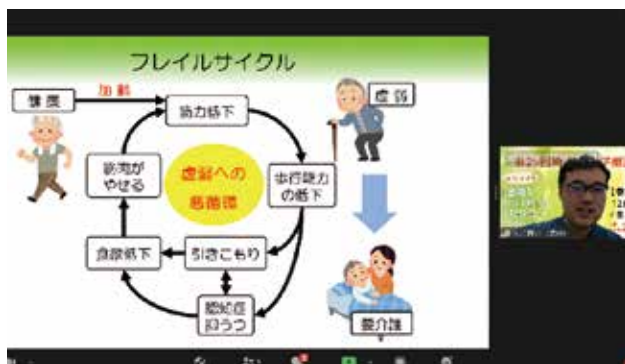 フレイルサイクル
健康
加齢
筋力低下
虚弱
筋肉が
やせる
虚弱への
悪循環
歩行能力
の低下
食欲低下
引きこもり
認知症
抑うつ
要介護